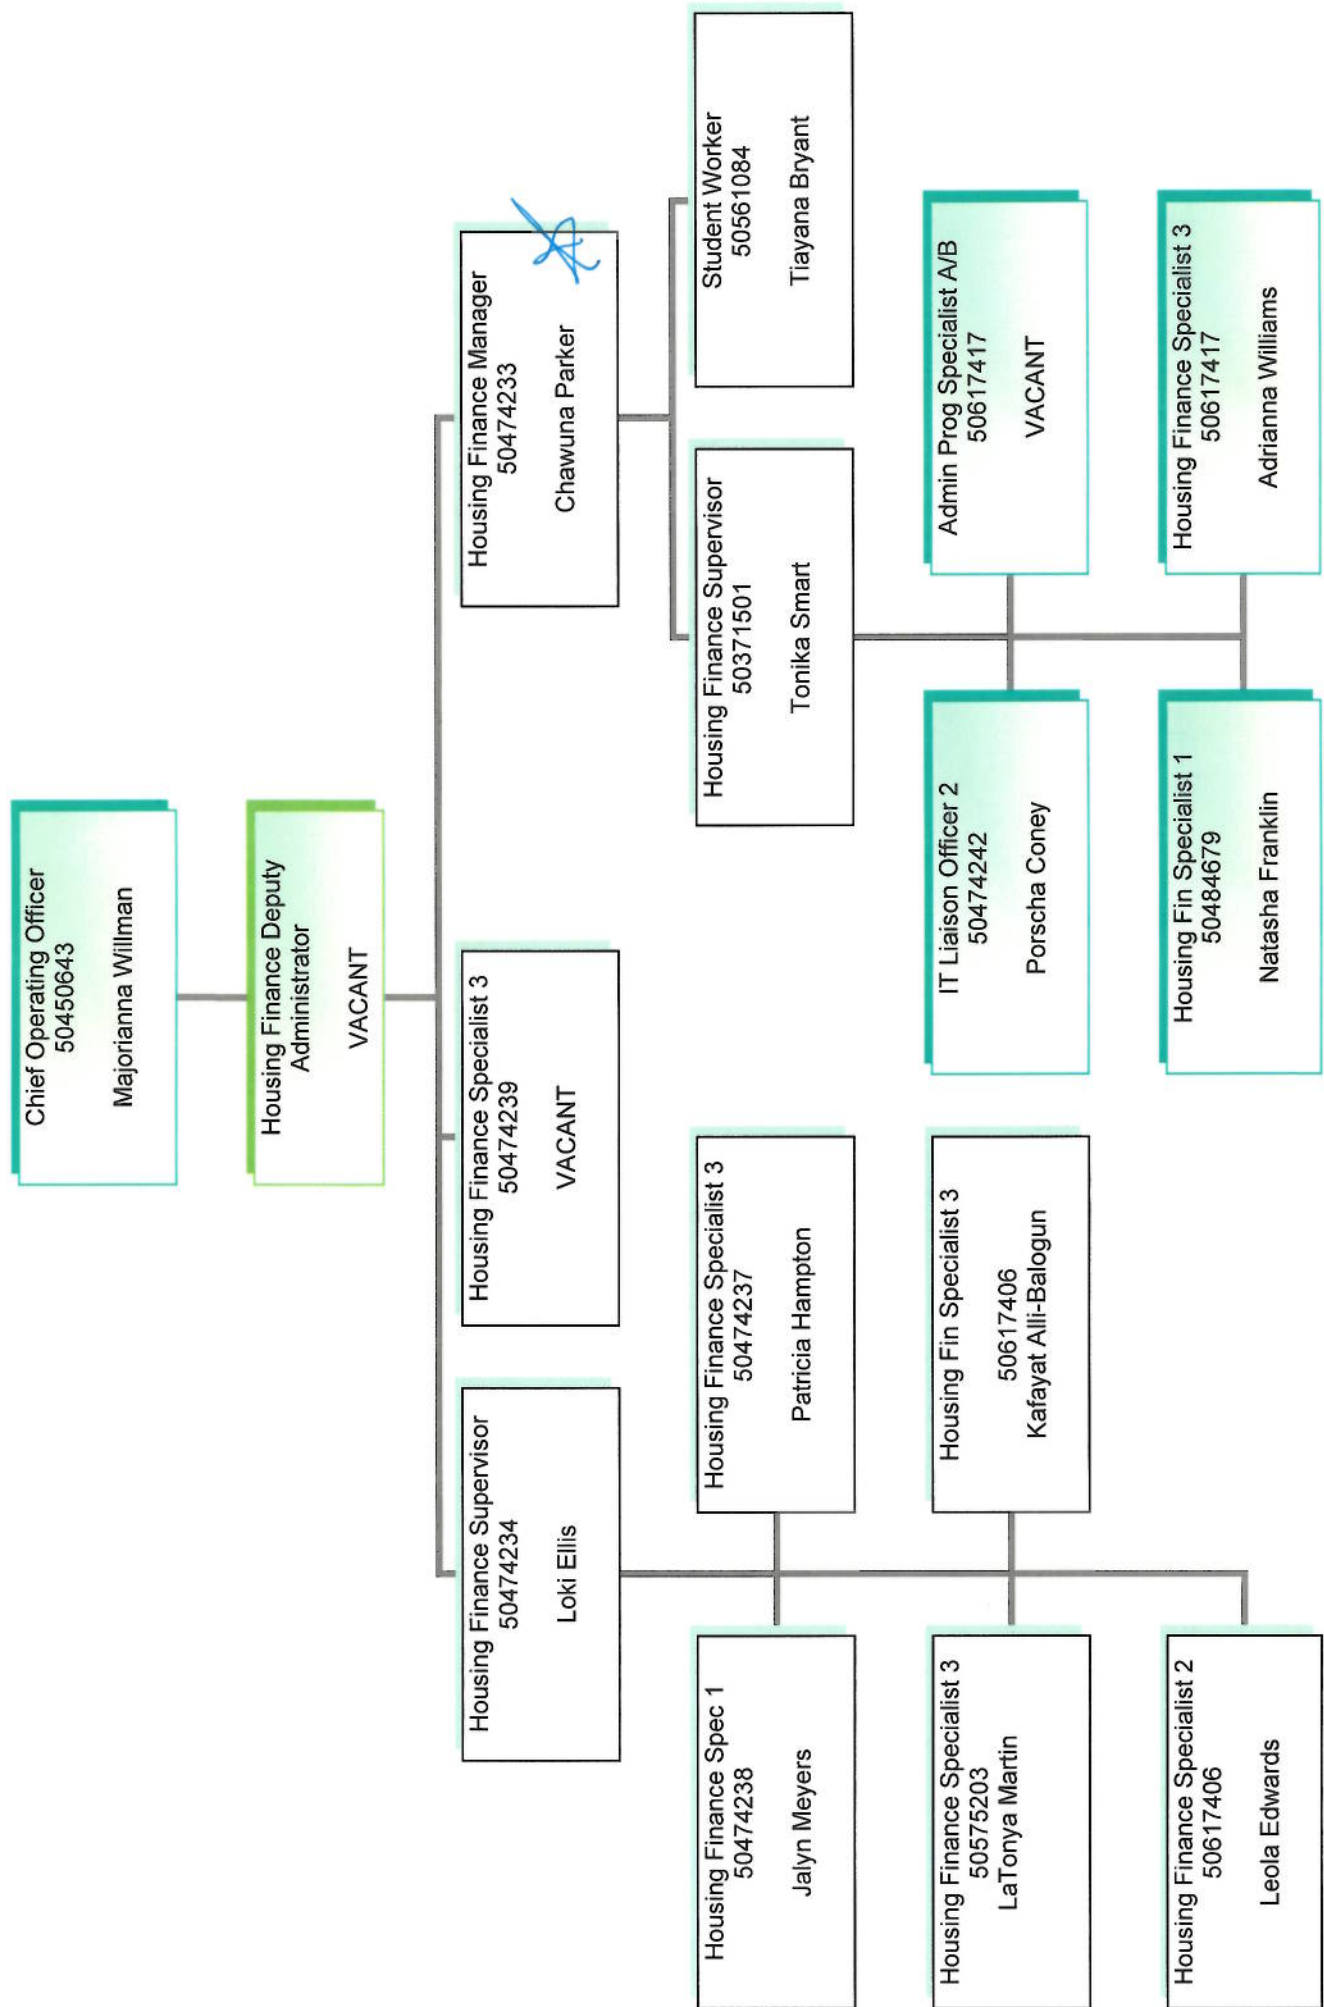 Chief Operating Officer
50450643
Majorianna Willman
Housing Finance Deputy
Administrator
VACANT
Housing Finance Supervisor
50474234
Loki Ellis
Housing Finance Specialist 3
50474239
VACANT
Housing Finance Manager
50474233
Chawuna Parker
Housing Finance Spec 1
50474238
Jalyn Meyers
Housing Finance Specialist 3
50474237
Patricia Hampton
Housing Finance Supervisor
50371501
Tonika Smart
Student Worker
50561084
Tiayana Bryant
Housing Finance Specialist 3
50575203
LaTonya Martin
Housing Fin Specialist 3
50617406
Kafayat Alli-Balogun
IT Liaison Officer 2
50474242
Porscha Coney
Admin Prog Specialist A/B
50617417
VACANT
Housing Finance Specialist 2
50617406
Leola Edwards
Housing Fin Specialist 1
50484679
Natasha Franklin
Housing Finance Specialist 3
50617417
Adrianna Williams